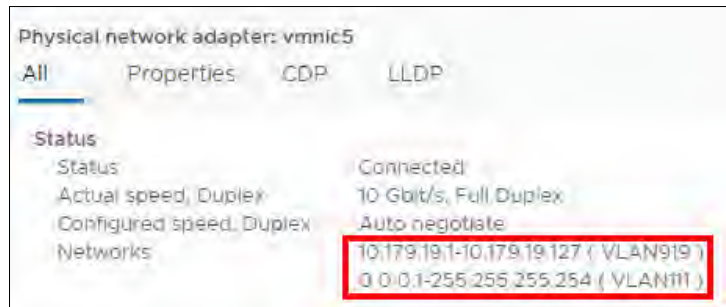 Physical network adapter: vmnic5
All Properties CDP LLDP
Status
Status Connected
Actual speed, Duplex 10 Gbit/s, Full Duplex
Configured speed, Duplex Auto negotiate
Networks 10.179.19.1-10.179.19.127 ( VLAN919 )
0.0.0.1-255.255.255.254 ( VLAN111 )